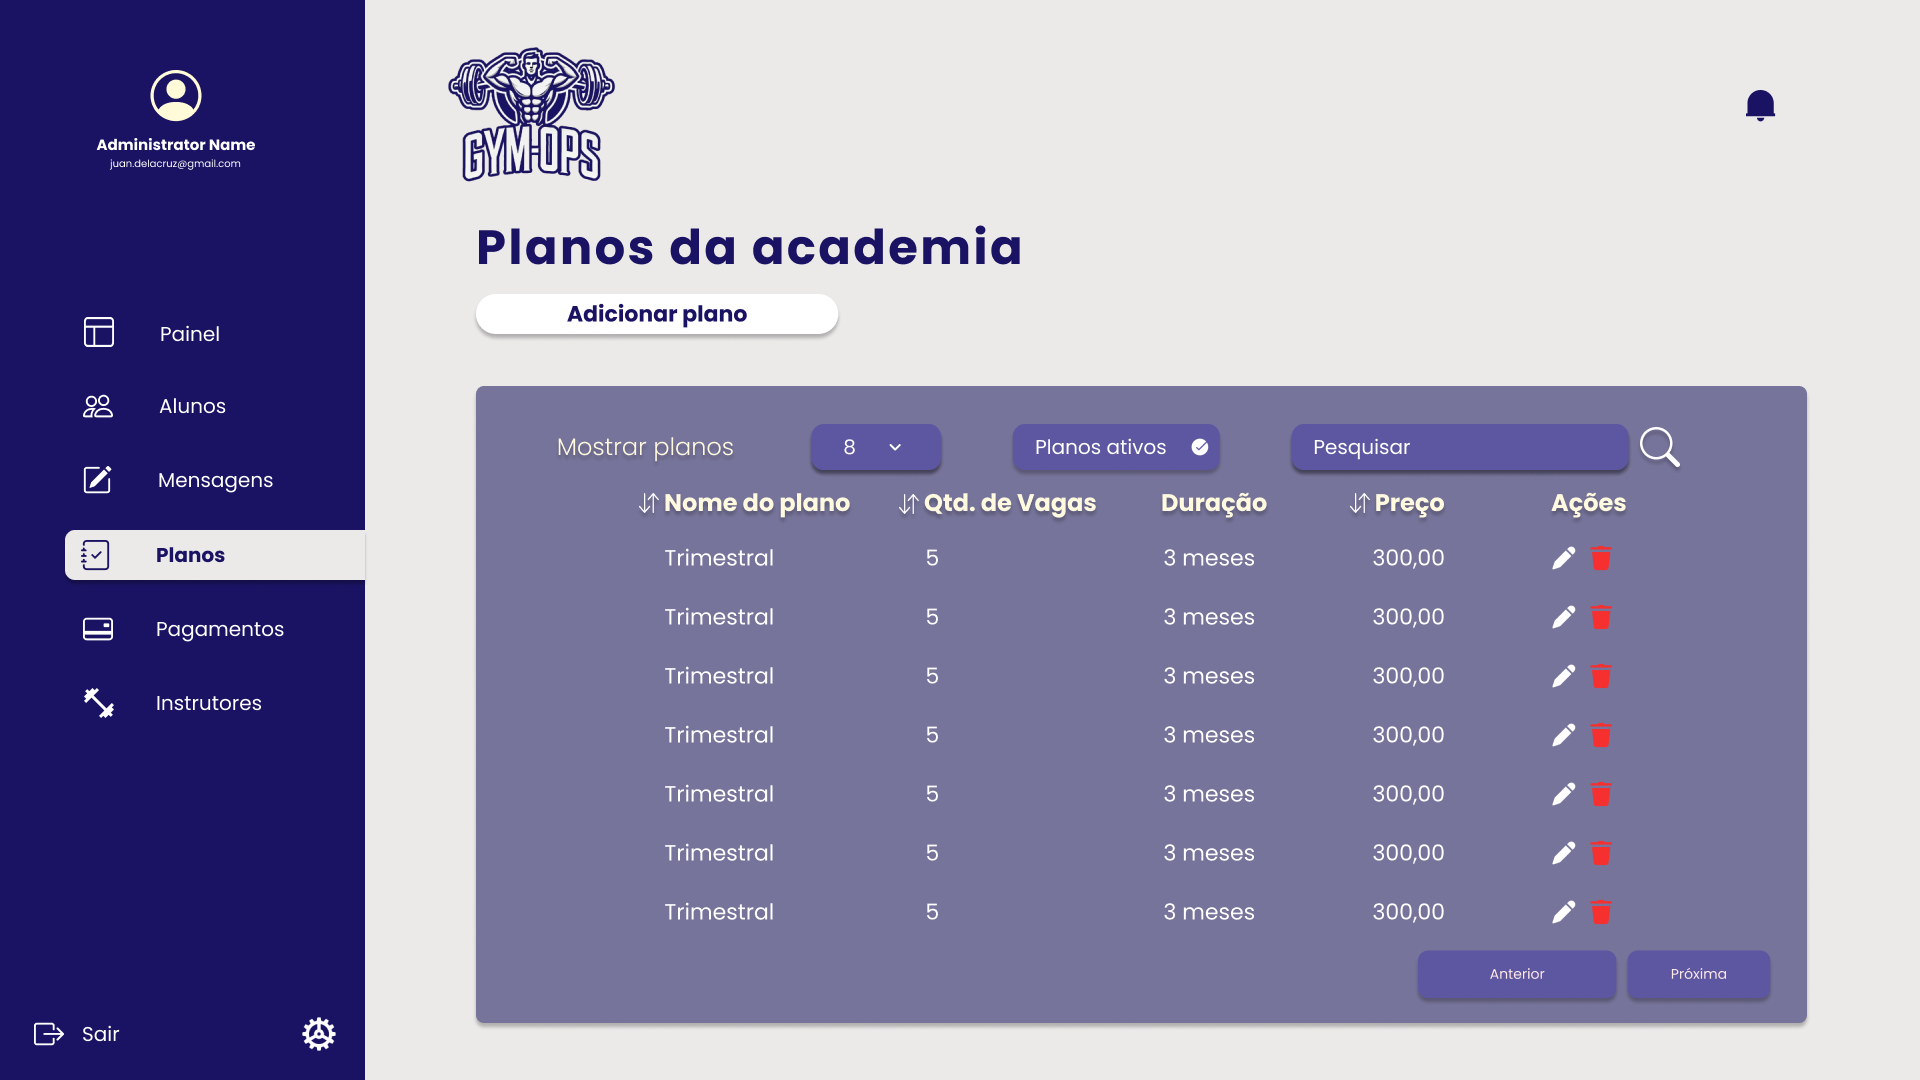 Administrator Name
juan.delacruz@gmail.com
Painel
Alunos
Mensagens
Planos
Pagamentos
Instrutores
Sair
GYM-OPS
Planos da academia
Adicionar plano
Mostrar planos 8 Planos ativos Pesquisar
Nome do plano Qtd. de Vagas Duração Preço Ações
Trimestral 5 3 meses 300,00
Trimestral 5 3 meses 300,00
Trimestral 5 3 meses 300,00
Trimestral 5 3 meses 300,00
Trimestral 5 3 meses 300,00
Trimestral 5 3 meses 300,00
Trimestral 5 3 meses 300,00
Anterior Próxima